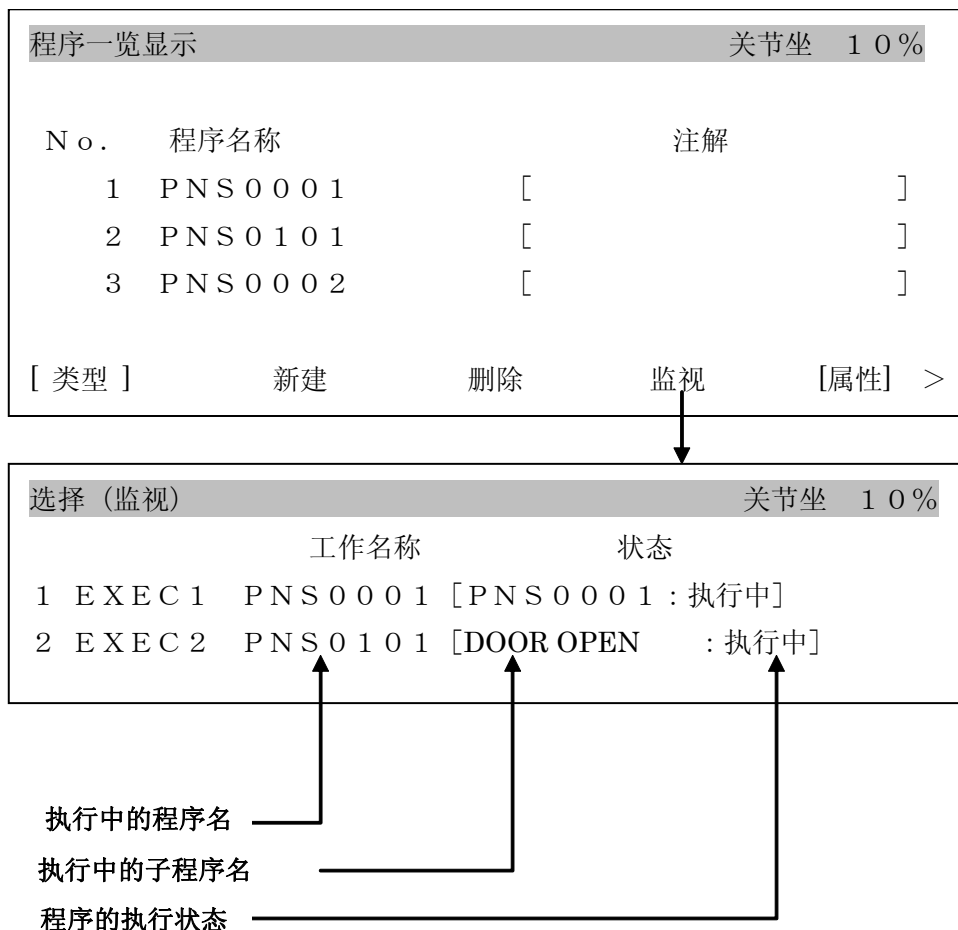 程序一览显示 关节坐 １０％
Ｎｏ． 程序名称 注解
１ ＰＮＳ０００１ ［ ］
２ ＰＮＳ０１０１ ［ ］
３ ＰＮＳ０００２ ［ ］
[ 类型 ] 新建 删除 监视 [属性] ＞
选择（监视） 关节坐 １０％
工作名称 状态
１ ＥＸＥＣ１ ＰＮＳ０００１［ＰＮＳ０００１：执行中］
２ ＥＸＥＣ２ ＰＮＳ０１０１［DOOR OPEN ：执行中］
执行中的程序名
执行中的子程序名
程序的执行状态